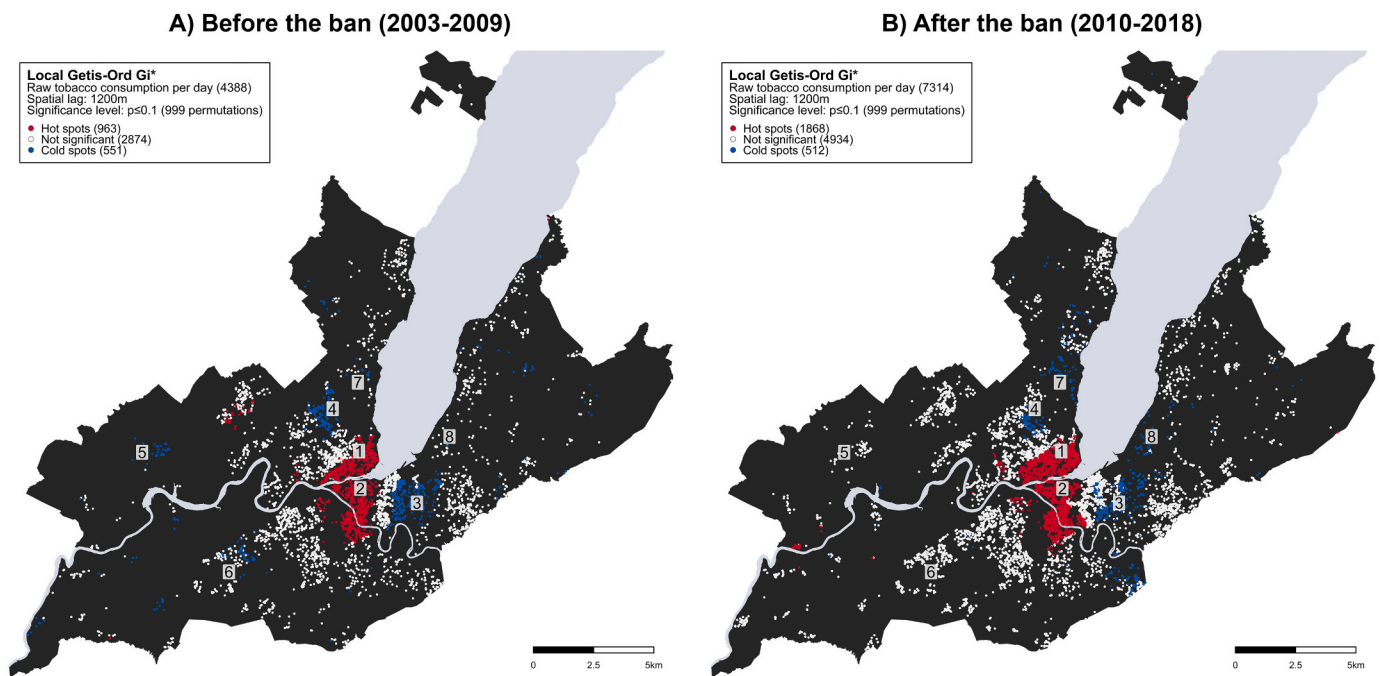 A) Before the ban (2003-2009)
Local Getis-Ord Gi*
Raw tobacco consumption per day (4388)
Spatial lag: 1200m
Significance level: p≤0.1 (999 permutations)
Hot spots (963)
Not significant (2874)
Cold spots (551)
7
4
8
1
5
2
3
6
0 2.5 5km
B) After the ban (2010-2018)
Local Getis-Ord Gi*
Raw tobacco consumption per day (7314)
Spatial lag: 1200m
Significance level: p≤0.1 (999 permutations)
Hot spots (1868)
Not significant (4934)
Cold spots (512)
7
4
8
1
5
2
3
6
0 2.5 5km